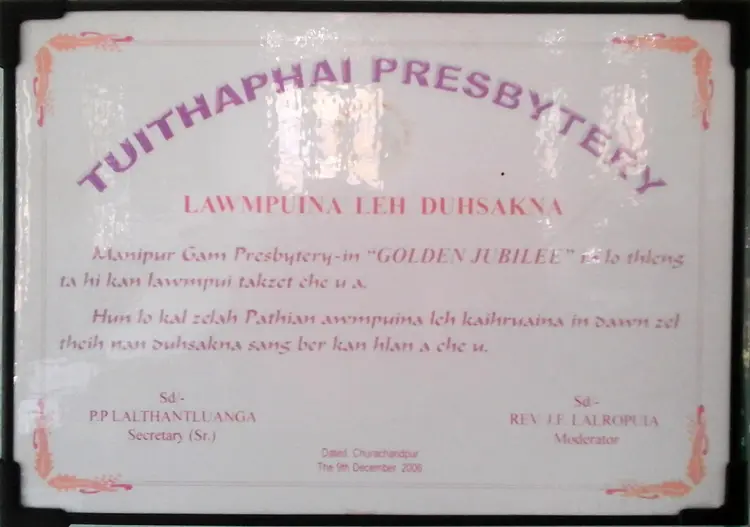 TUITHAPHAI PRESBYTERY
LAWMPUINA LEH DUHSAKNA
Manipur Gam Presbytery-in "GOLDEN JUBILEE" in lo thleng
ta hi kan lawmpui takzet che u a.
Hun lo kal zelah Pathian awmpuina leh kaihruaina in dawn zel
theih nan duhsakna sang ber kan hlan a che u.
Sd/-
P.P LALTHANTLUANGA
Secretary (Sr.)
Sd/-
REV. J.F. LALROPUIA
Moderator
Dated. Churachandpur
The 9th December 2008